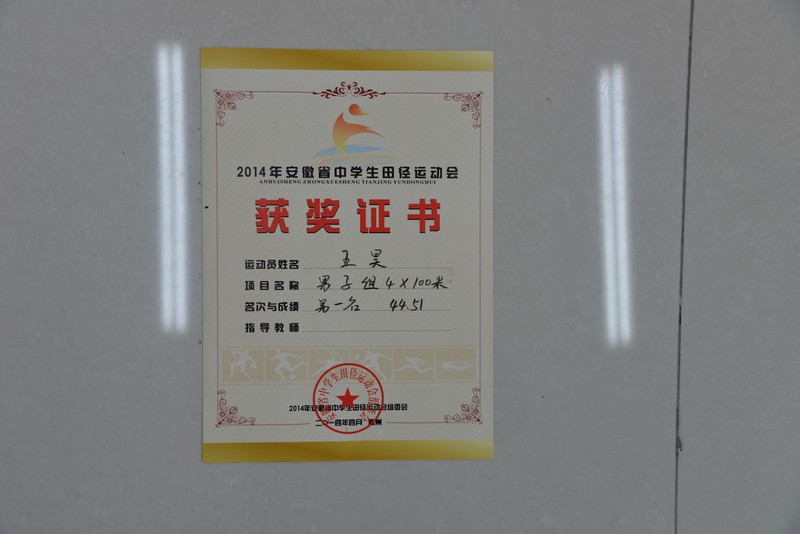 2014年安徽省中学生田径运动会
ANHUISHENG ZHONGXUESHENG TIANJING YUNDONGHUI
获奖证书
运动员姓名 王昊
项目名称 男子组4×100米
名次与成绩 第一名 44.51
指导教师
2014年安徽省中学生田径运动会组委会
二〇一四年四月 宿州